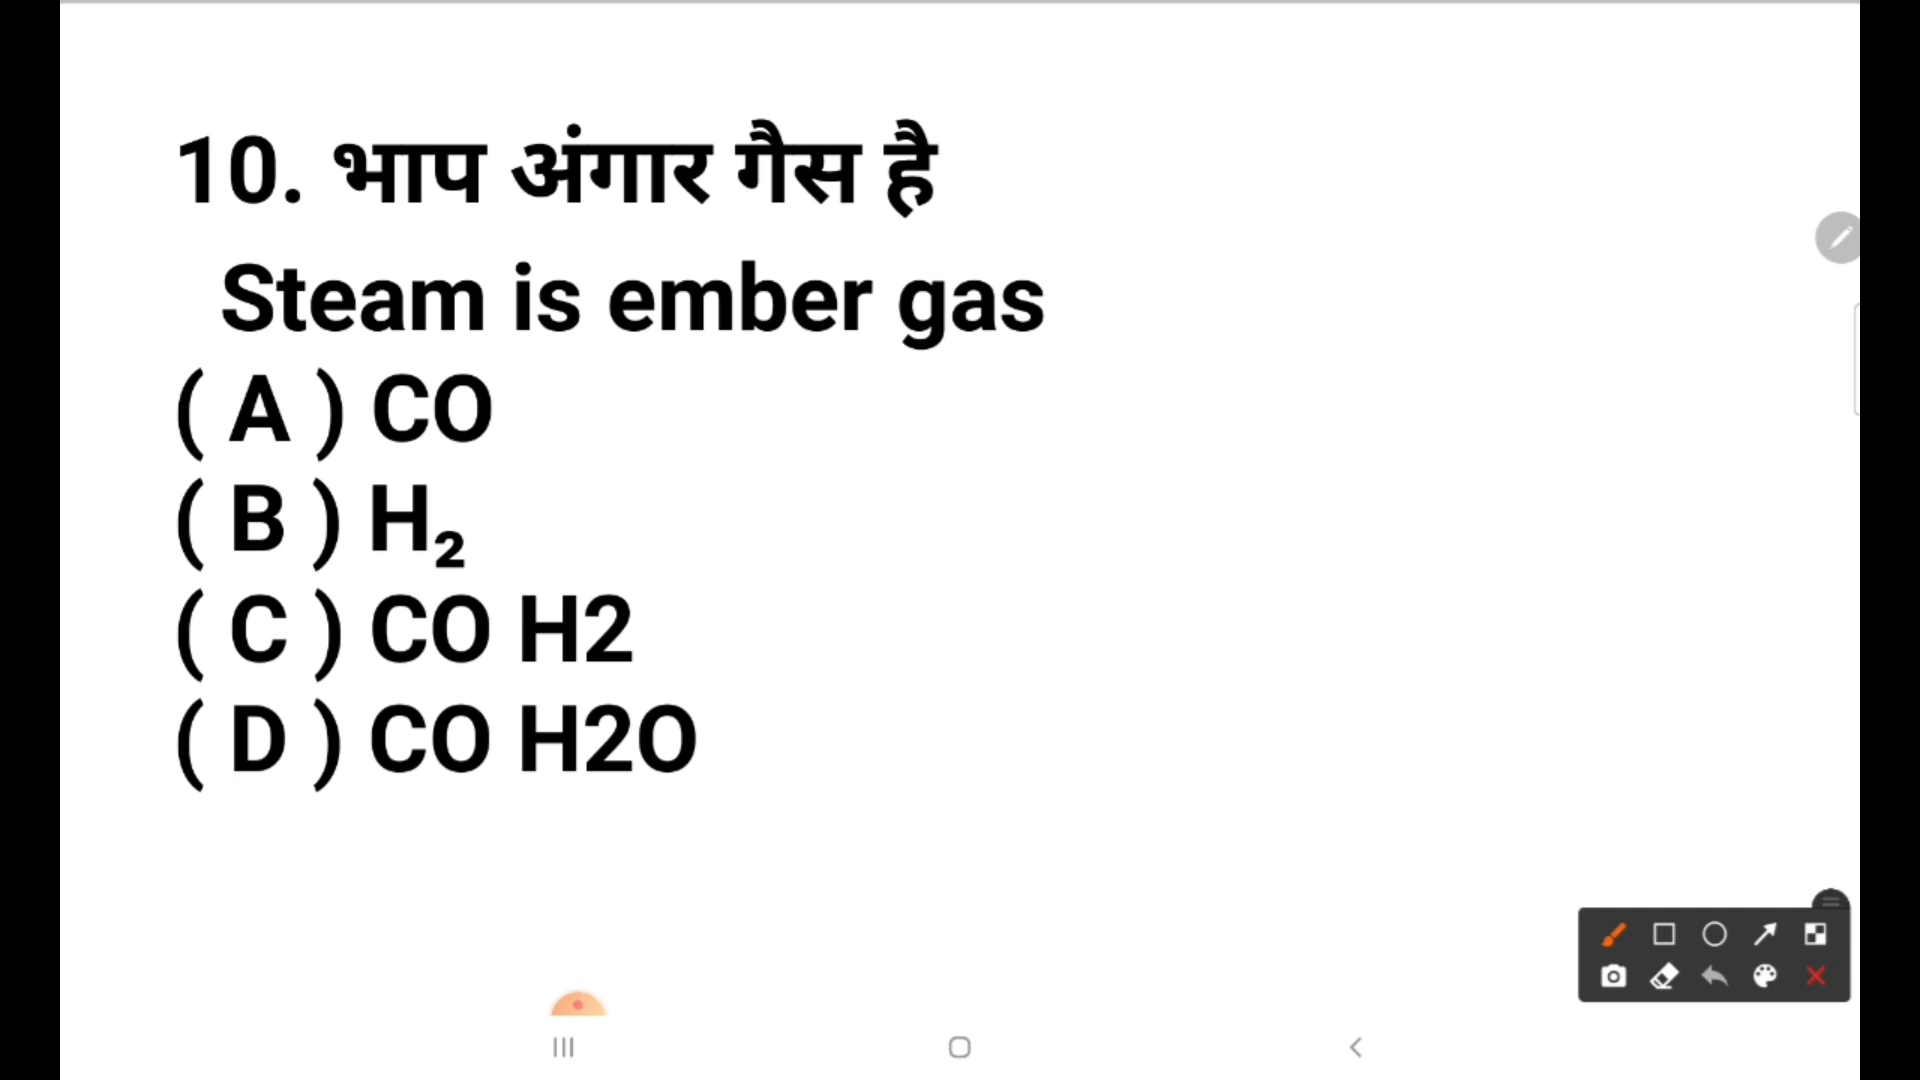 10. भाप अंगार गैस है
Steam is ember gas
( A ) CO
( B ) H₂
( C ) CO H2
( D ) CO H2O